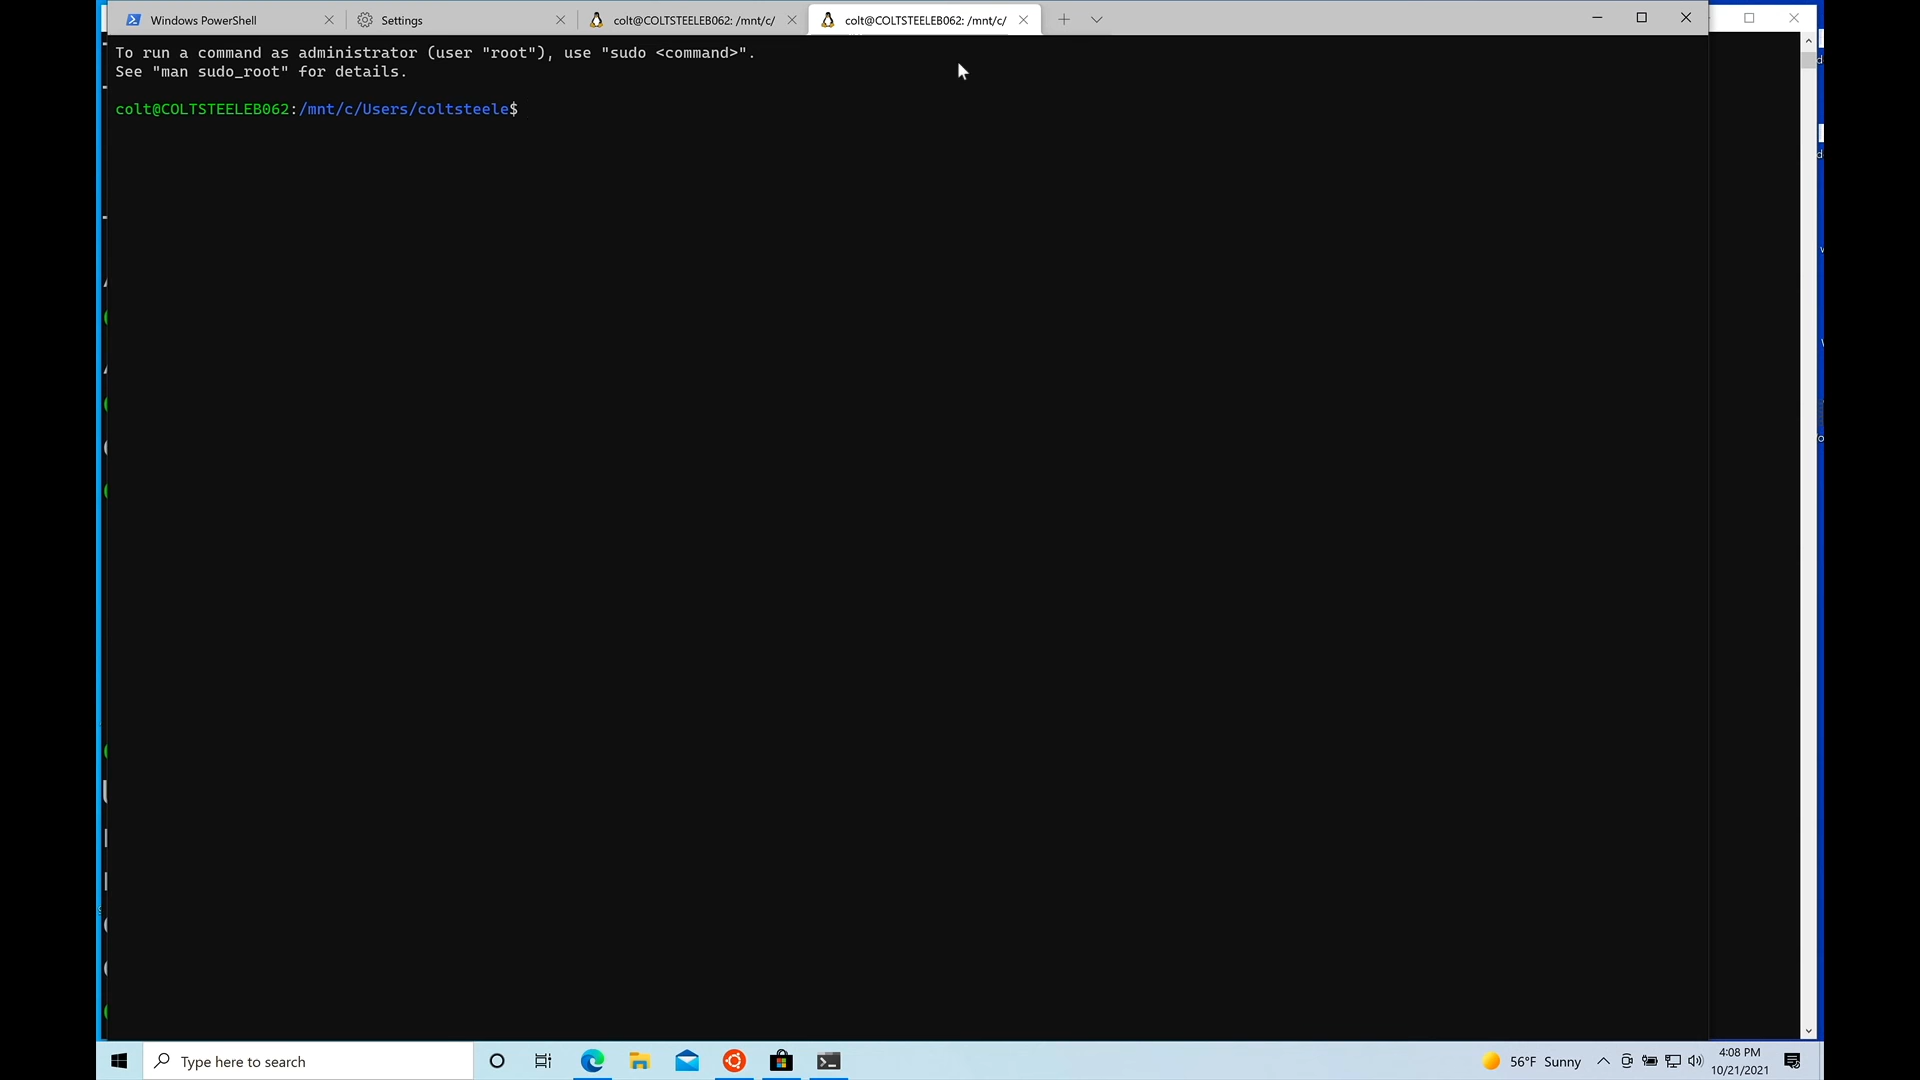 Windows PowerShell
Settings
colt@COLTSTEELEB062: /mnt/c/
colt@COLTSTEELEB062: /mnt/c/
To run a command as administrator (user "root"), use "sudo <command>".
See "man sudo_root" for details.
colt@COLTSTEELEB062:/mnt/c/Users/coltsteele$
Type here to search
56°F Sunny
4:08 PM
10/21/2021